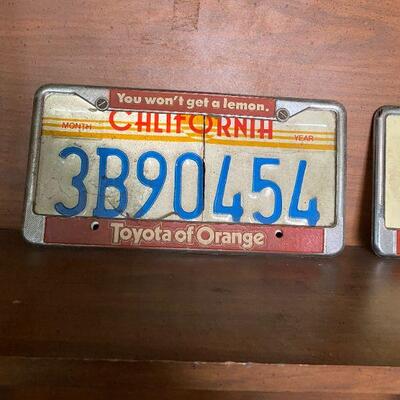 You won't get a lemon.
CALIFORNIA
MONTH YEAR
3B90454
Toyota of Orange